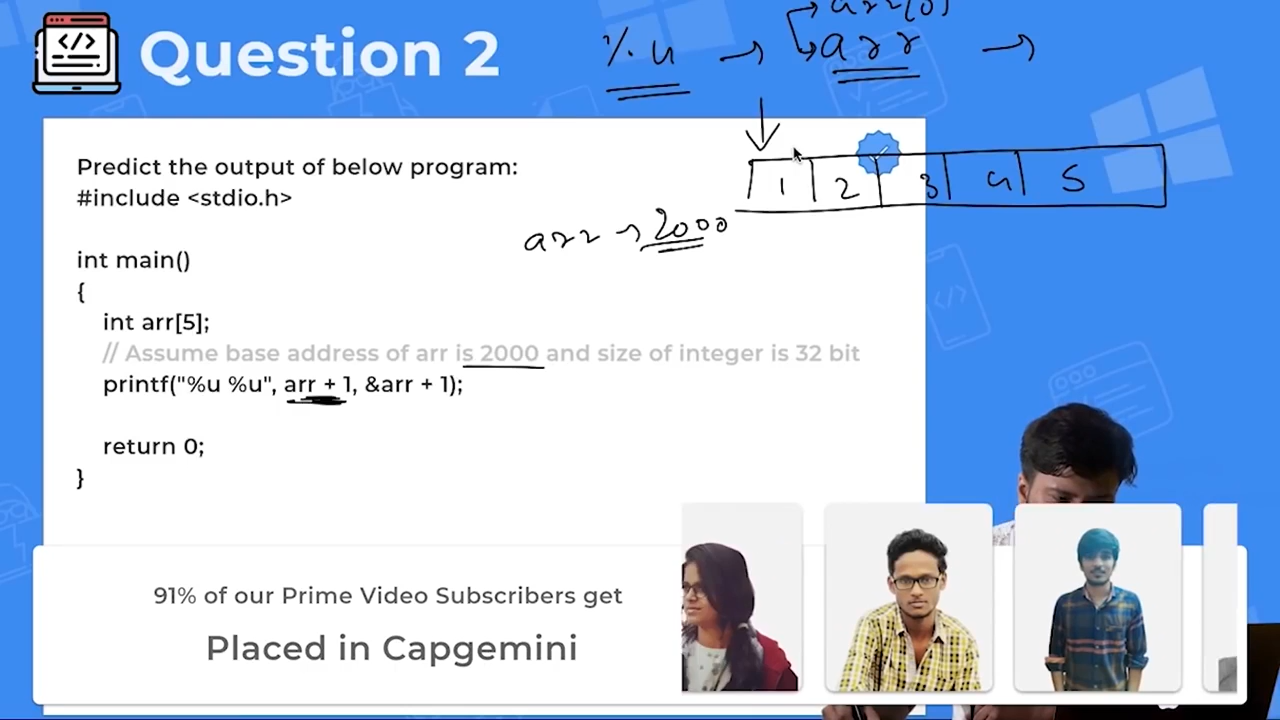 Question 2
%u → arr[0]
arr →
Predict the output of below program:
#include <stdio.h>
1 2 3 4 5
arr → 2000
int main()
{
int arr[5];
// Assume base address of arr is 2000 and size of integer is 32 bit
printf("%u %u", arr + 1, &arr + 1);
return 0;
}
91% of our Prime Video Subscribers get
Placed in Capgemini